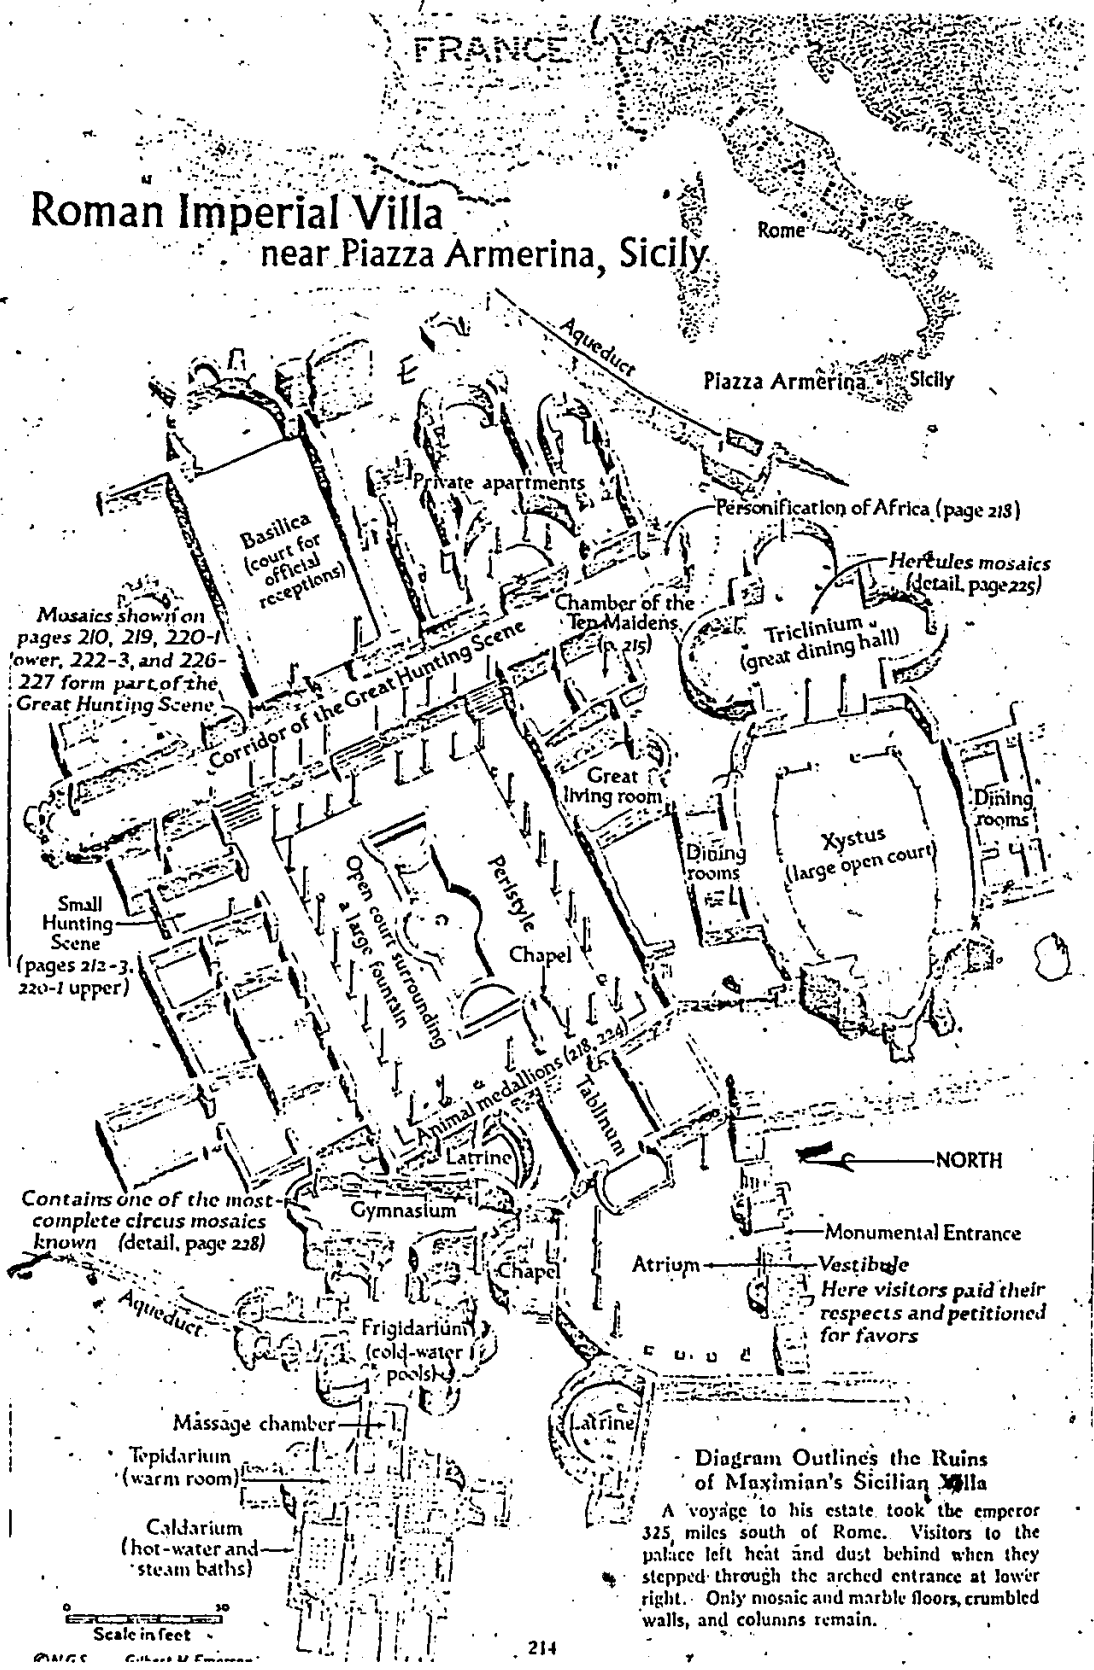 FRANCE
Roman Imperial Villa
near Piazza Armerina, Sicily
Rome
Piazza Armerina
Sicily
Aqueduct
Private apartments
Personification of Africa (page 218)
Basilica
(court for
official
receptions)
Hercules mosaics
(detail, page 225)
Chamber of the
Ten Maidens
(p. 215)
Triclinium
(great dining hall)
Mosaics shown on
pages 210, 219, 220-1
lower, 222-3, and 226-
227 form part of the
Great Hunting Scene
Corridor of the Great Hunting Scene
Great
living room
Dining
rooms
Xystus
(large open court)
Dining
rooms
Small
Hunting
Scene
(pages 212-3,
220-1 upper)
Open court surrounding
a large fountain
Peristyle
Chapel
Animal medallions (218, 224)
Tablinum
Latrine
NORTH
Contains one of the most
complete circus mosaics
known (detail, page 228)
Gymnasium
Monumental Entrance
Chapel
Atrium
Vestibule
Here visitors paid their
respects and petitioned
for favors
Aqueduct
Frigidarium
(cold-water
pools)
Massage chamber
Latrine
Tepidarium
(warm room)
Caldarium
(hot-water and
steam baths)
Diagram Outlines the Ruins
of Maximian's Sicilian Villa
A voyage to his estate took the emperor
325 miles south of Rome. Visitors to the
palace left heat and dust behind when they
stepped through the arched entrance at lower
right. Only mosaic and marble floors, crumbled
walls, and columns remain.
0
Scale in feet
©N.G.S.
214